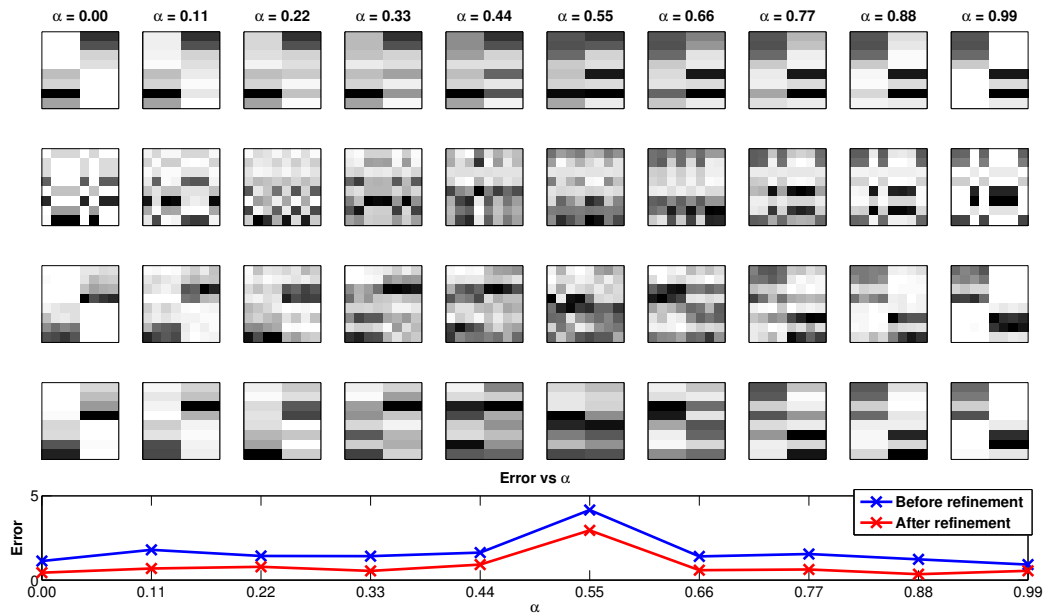 α = 0.00 α = 0.11 α = 0.22 α = 0.33 α = 0.44 α = 0.55 α = 0.66 α = 0.77 α = 0.88 α = 0.99
Error vs α
5
Before refinement
After refinement
Error
0
0.00 0.11 0.22 0.33 0.44 0.55 0.66 0.77 0.88 0.99
α